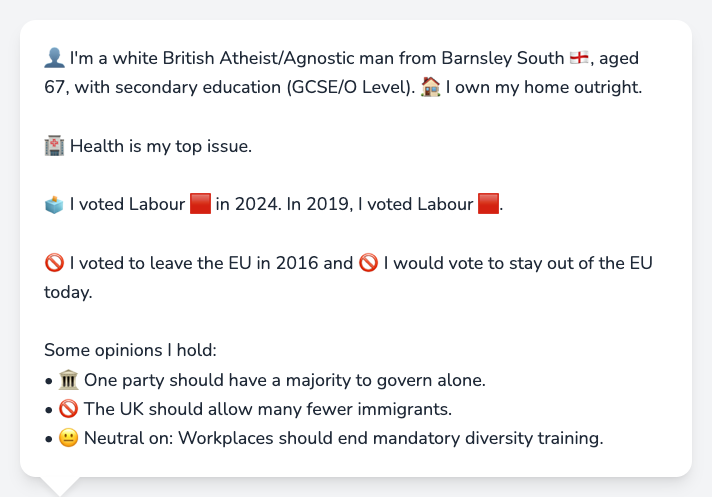 👤 I'm a white British Atheist/Agnostic man from Barnsley South 🏴󠁧󠁢󠁥󠁮󠁧󠁿, aged
67, with secondary education (GCSE/O Level). 🏠 I own my home outright.
🏥 Health is my top issue.
🗳️ I voted Labour 🟥 in 2024. In 2019, I voted Labour 🟥.
🚫 I voted to leave the EU in 2016 and 🚫 I would vote to stay out of the EU
today.
Some opinions I hold:
• 🏛️ One party should have a majority to govern alone.
• 🚫 The UK should allow many fewer immigrants.
• 😐 Neutral on: Workplaces should end mandatory diversity training.